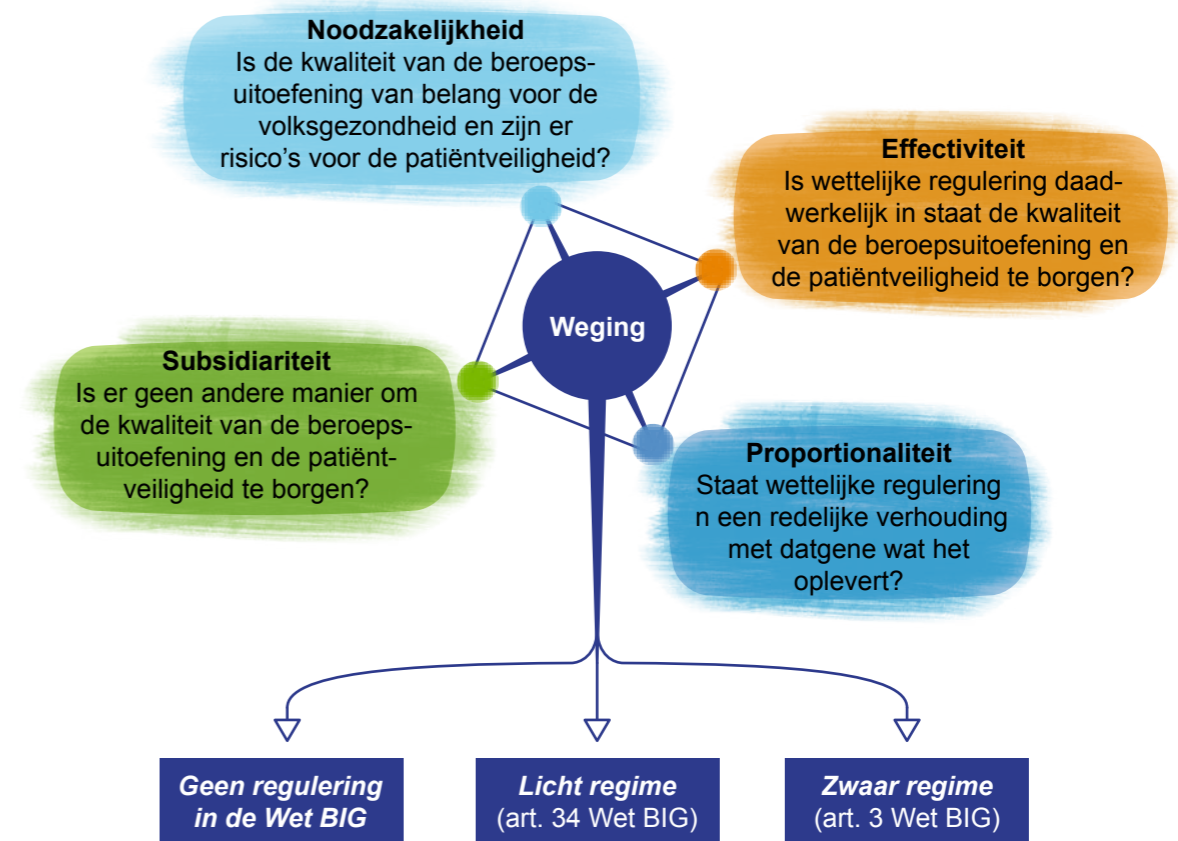 Noodzakelijkheid
Is de kwaliteit van de beroeps-
uitoefening van belang voor de
volksgezondheid en zijn er
risico's voor de patiëntveiligheid?
Effectiviteit
Is wettelijke regulering daad-
werkelijk in staat de kwaliteit
van de beroepsuitoefening en
de patiëntveiligheid te borgen?
Weging
Subsidiariteit
Is er geen andere manier om
de kwaliteit van de beroeps-
uitoefening en de patiënt-
veiligheid te borgen?
Proportionaliteit
Staat wettelijke regulering
n een redelijke verhouding
met datgene wat het
oplevert?
Geen regulering
in de Wet BIG
Licht regime
(art. 34 Wet BIG)
Zwaar regime
(art. 3 Wet BIG)